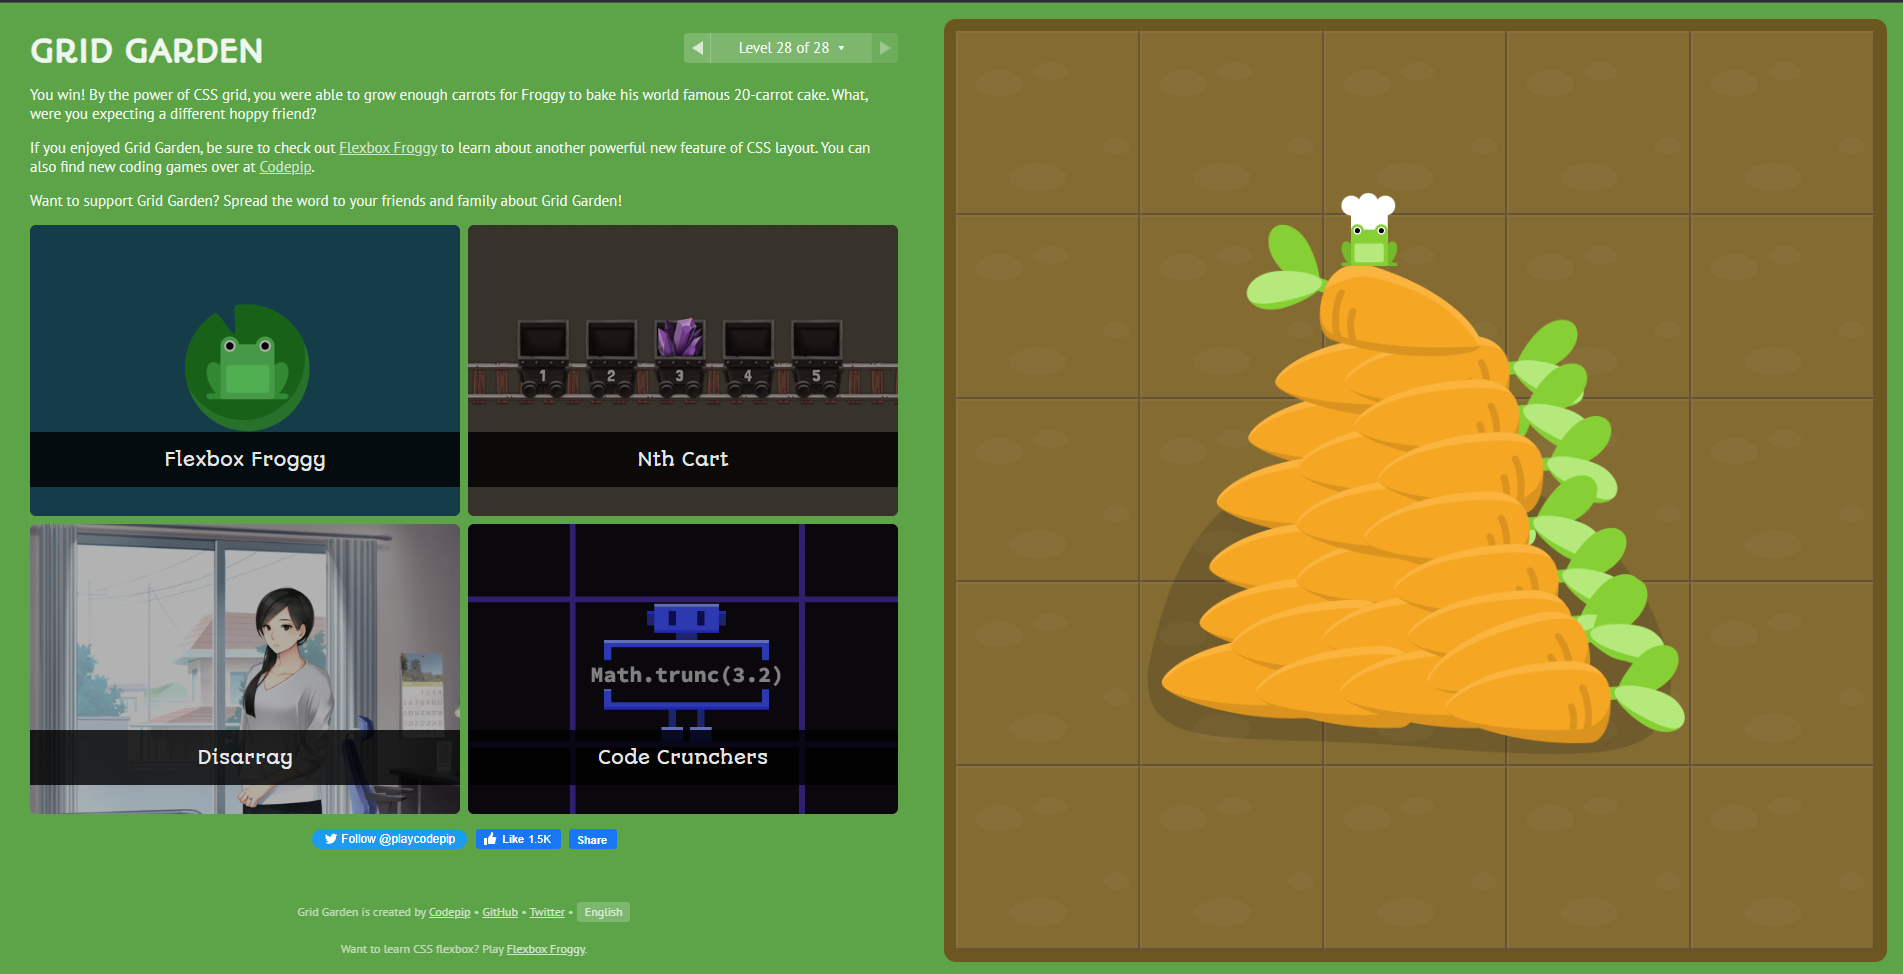 GRID GARDEN
Level 28 of 28
You win! By the power of CSS grid, you were able to grow enough carrots for Froggy to bake his world famous 20-carrot cake. What,
were you expecting a different hoppy friend?
If you enjoyed Grid Garden, be sure to check out Flexbox Froggy to learn about another powerful new feature of CSS layout. You can
also find new coding games over at Codepip.
Want to support Grid Garden? Spread the word to your friends and family about Grid Garden!
1 2 3 4 5
Flexbox Froggy
Nth Cart
Math.trunc(3.2)
Disarray
Code Crunchers
Follow @playcodepip
Like 1.5K
Share
Grid Garden is created by Codepip • GitHub • Twitter • English
Want to learn CSS flexbox? Play Flexbox Froggy.